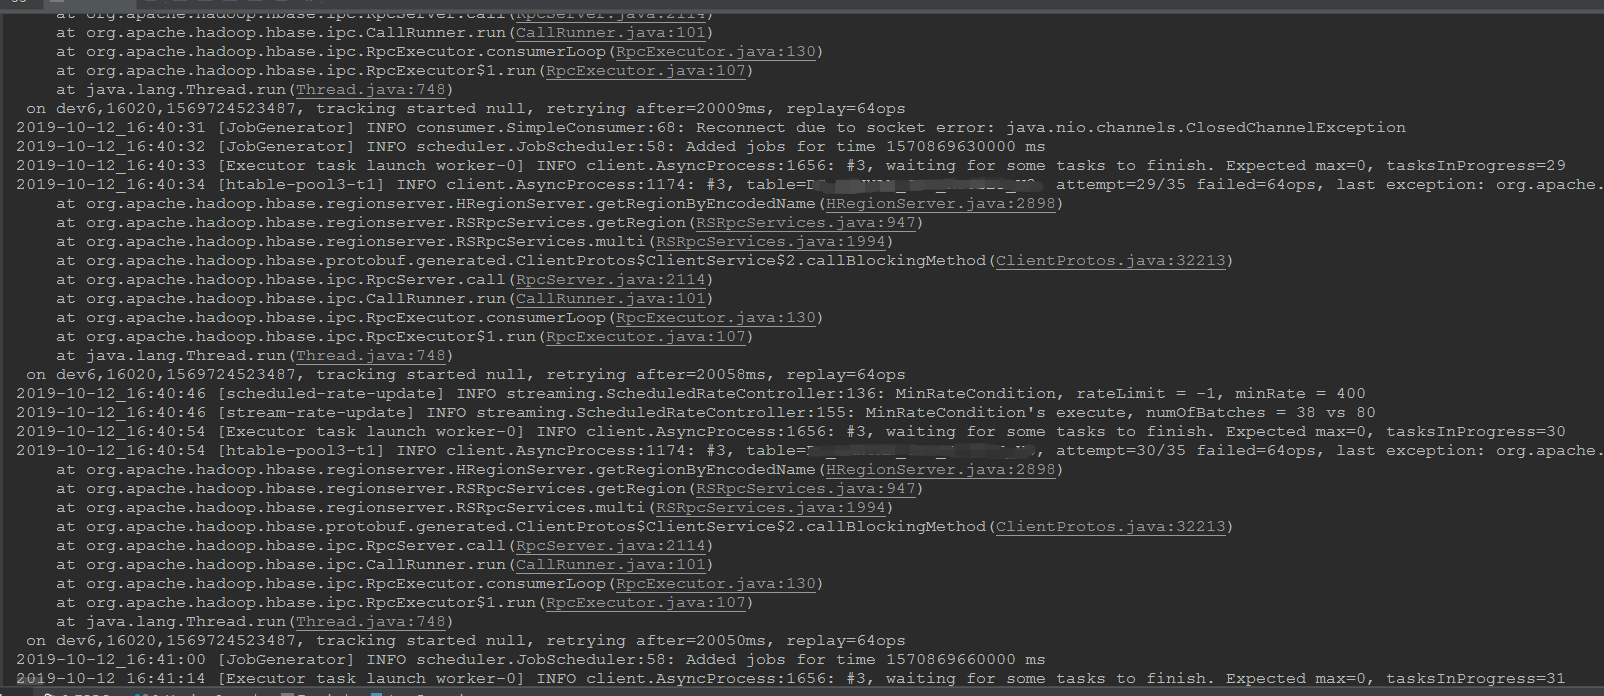 at org.apache.hadoop.hbase.ipc.RpcServer.call(RpcServer.java:2114)
at org.apache.hadoop.hbase.ipc.CallRunner.run(CallRunner.java:101)
at org.apache.hadoop.hbase.ipc.RpcExecutor.consumerLoop(RpcExecutor.java:130)
at org.apache.hadoop.hbase.ipc.RpcExecutor$1.run(RpcExecutor.java:107)
at java.lang.Thread.run(Thread.java:748)
on dev6,16020,1569724523487, tracking started null, retrying after=20009ms, replay=64ops
2019-10-12_16:40:31 [JobGenerator] INFO consumer.SimpleConsumer:68: Reconnect due to socket error: java.nio.channels.ClosedChannelException
2019-10-12_16:40:32 [JobGenerator] INFO scheduler.JobScheduler:58: Added jobs for time 1570869630000 ms
2019-10-12_16:40:33 [Executor task launch worker-0] INFO client.AsyncProcess:1656: #3, waiting for some tasks to finish. Expected max=0, tasksInProgress=29
2019-10-12_16:40:34 [htable-pool3-t1] INFO client.AsyncProcess:1174: #3, table= attempt=29/35 failed=64ops, last exception: org.apache.
at org.apache.hadoop.hbase.regionserver.HRegionServer.getRegionByEncodedName(HRegionServer.java:2898)
at org.apache.hadoop.hbase.regionserver.RSRpcServices.getRegion(RSRpcServices.java:947)
at org.apache.hadoop.hbase.regionserver.RSRpcServices.multi(RSRpcServices.java:1994)
at org.apache.hadoop.hbase.protobuf.generated.ClientProtos$ClientService$2.callBlockingMethod(ClientProtos.java:32213)
at org.apache.hadoop.hbase.ipc.RpcServer.call(RpcServer.java:2114)
at org.apache.hadoop.hbase.ipc.CallRunner.run(CallRunner.java:101)
at org.apache.hadoop.hbase.ipc.RpcExecutor.consumerLoop(RpcExecutor.java:130)
at org.apache.hadoop.hbase.ipc.RpcExecutor$1.run(RpcExecutor.java:107)
at java.lang.Thread.run(Thread.java:748)
on dev6,16020,1569724523487, tracking started null, retrying after=20058ms, replay=64ops
2019-10-12_16:40:46 [scheduled-rate-update] INFO streaming.ScheduledRateController:136: MinRateCondition, rateLimit = -1, minRate = 400
2019-10-12_16:40:46 [stream-rate-update] INFO streaming.ScheduledRateController:155: MinRateCondition's execute, numOfBatches = 38 vs 80
2019-10-12_16:40:54 [Executor task launch worker-0] INFO client.AsyncProcess:1656: #3, waiting for some tasks to finish. Expected max=0, tasksInProgress=30
2019-10-12_16:40:54 [htable-pool3-t1] INFO client.AsyncProcess:1174: #3, table= , attempt=30/35 failed=64ops, last exception: org.apache.
at org.apache.hadoop.hbase.regionserver.HRegionServer.getRegionByEncodedName(HRegionServer.java:2898)
at org.apache.hadoop.hbase.regionserver.RSRpcServices.getRegion(RSRpcServices.java:947)
at org.apache.hadoop.hbase.regionserver.RSRpcServices.multi(RSRpcServices.java:1994)
at org.apache.hadoop.hbase.protobuf.generated.ClientProtos$ClientService$2.callBlockingMethod(ClientProtos.java:32213)
at org.apache.hadoop.hbase.ipc.RpcServer.call(RpcServer.java:2114)
at org.apache.hadoop.hbase.ipc.CallRunner.run(CallRunner.java:101)
at org.apache.hadoop.hbase.ipc.RpcExecutor.consumerLoop(RpcExecutor.java:130)
at org.apache.hadoop.hbase.ipc.RpcExecutor$1.run(RpcExecutor.java:107)
at java.lang.Thread.run(Thread.java:748)
on dev6,16020,1569724523487, tracking started null, retrying after=20050ms, replay=64ops
2019-10-12_16:41:00 [JobGenerator] INFO scheduler.JobScheduler:58: Added jobs for time 1570869660000 ms
2019-10-12_16:41:14 [Executor task launch worker-0] INFO client.AsyncProcess:1656: #3, waiting for some tasks to finish. Expected max=0, tasksInProgress=31